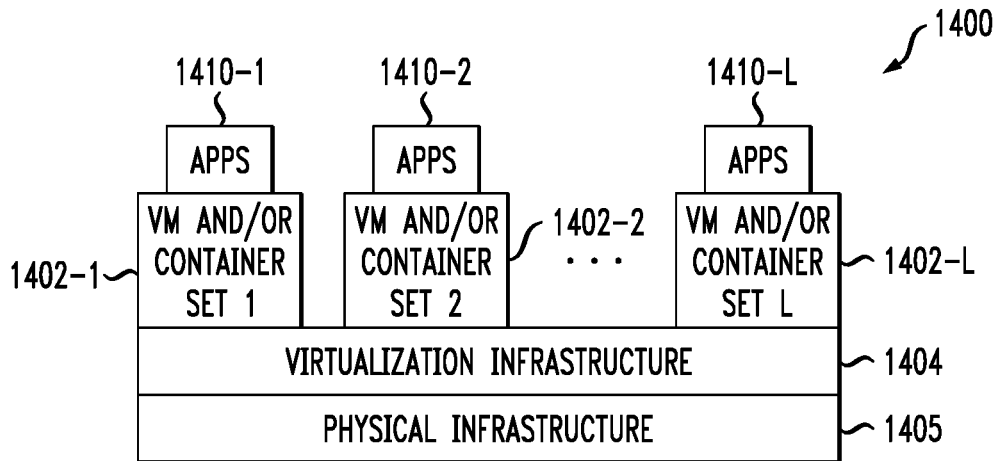 1400
1410-1
1410-2
1410-L
APPS
APPS
APPS
VM AND/OR
CONTAINER
SET 1
VM AND/OR
CONTAINER
SET 2
VM AND/OR
CONTAINER
SET L
1402-1
1402-2
. . .
1402-L
VIRTUALIZATION INFRASTRUCTURE
1404
PHYSICAL INFRASTRUCTURE
1405